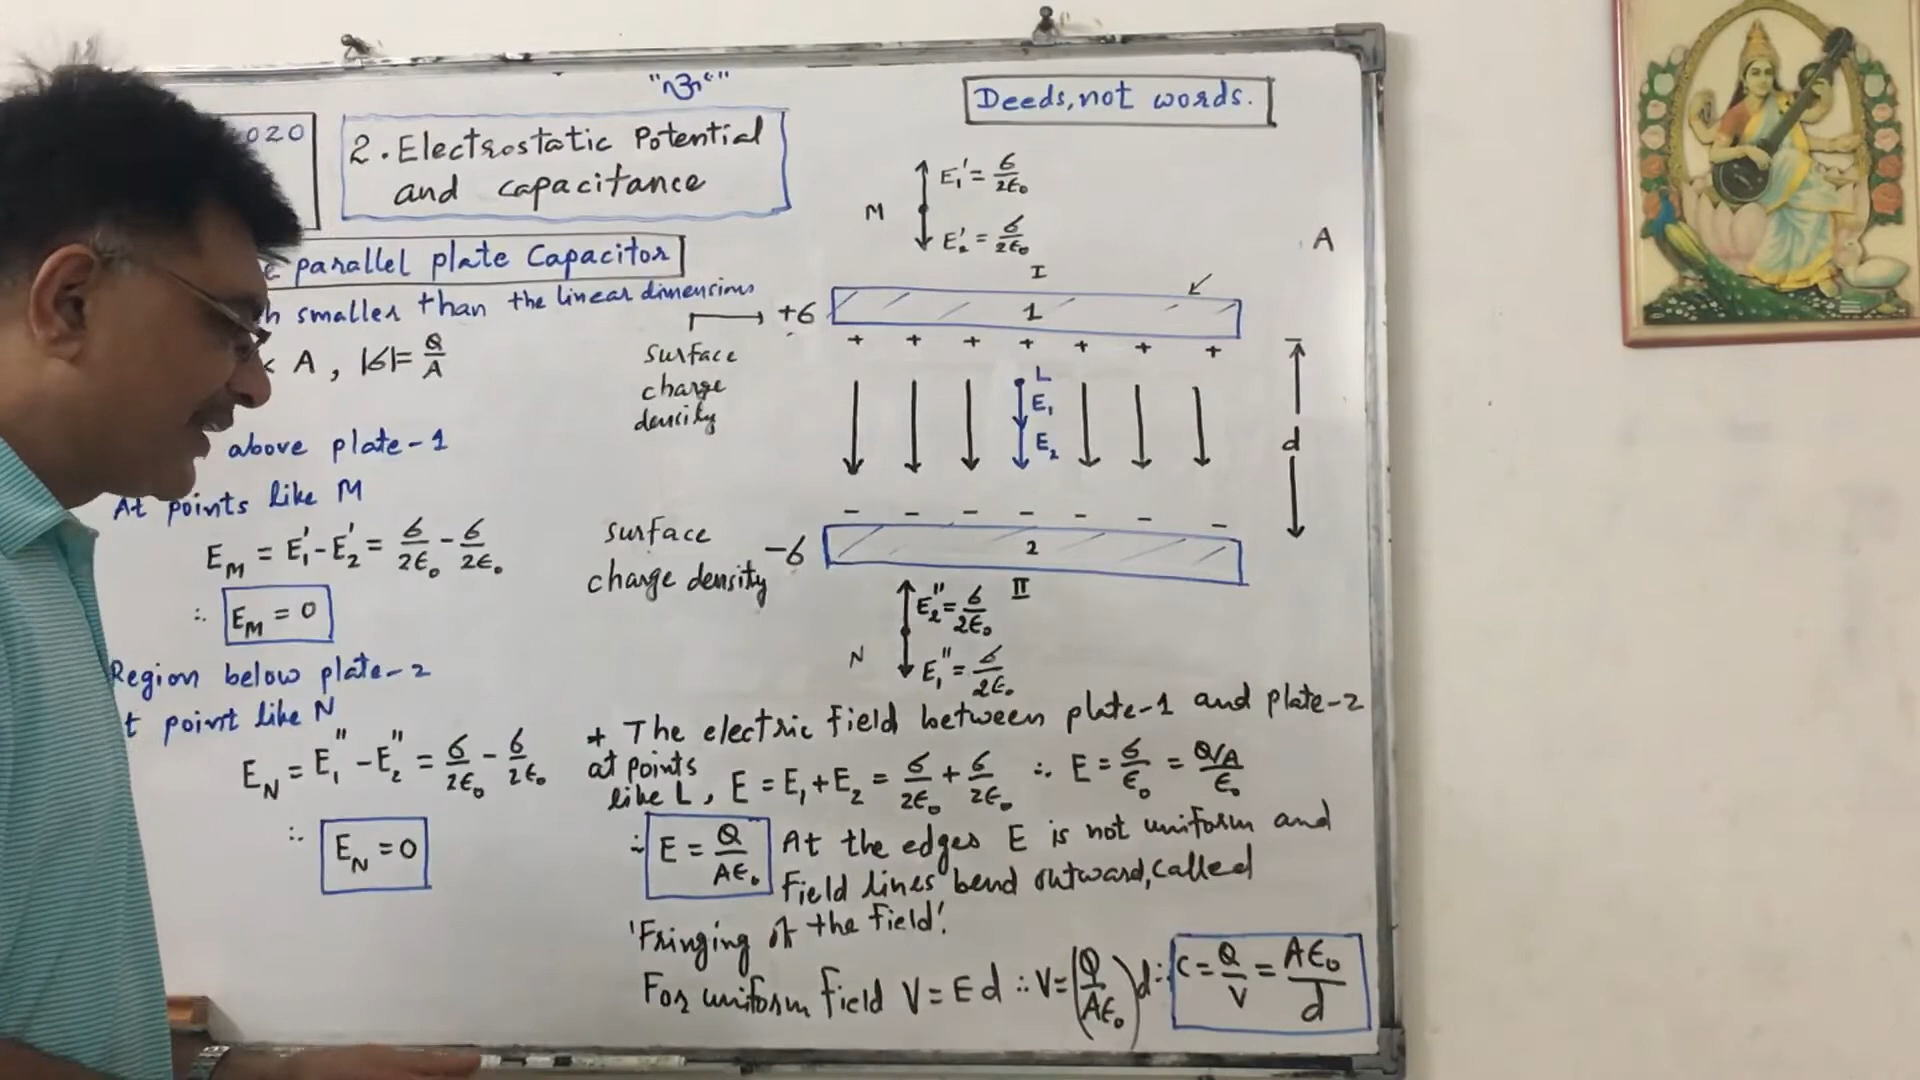 2020
2. Electrostatic Potential
and capacitance
Deeds, not words.
parallel plate Capacitor
smaller than the linear dimensions
A, |σ| = Q/A
above plate-1
At points like M
E_M = E₁' - E₂' = σ/2ε₀ - σ/2ε₀
∴ E_M = 0
Region below plate-2
point like N
E_N = E₁'' - E₂'' = σ/2ε₀ - σ/2ε₀
∴ E_N = 0
M
E₁' = σ/2ε₀
E₂' = σ/2ε₀
A
I
+σ
1
surface
charge
density
+ + + + + + +
L
E₁
E₂
d
- - - - - - -
surface
charge density
-σ
2
II
N
E₂'' = σ/2ε₀
E₁'' = σ/2ε₀
+ The electric field between plate-1 and plate-2
at points
like L, E = E₁ + E₂ = σ/2ε₀ + σ/2ε₀ ∴ E = σ/ε₀ = Q/A/ε₀
∴ E = Q/Aε₀ At the edges E is not uniform and
Field lines bend outward, called
'Fringing of the field'.
For uniform field V = Ed ∴ V = (Q/Aε₀)d ∴ C = Q/V = Aε₀/d